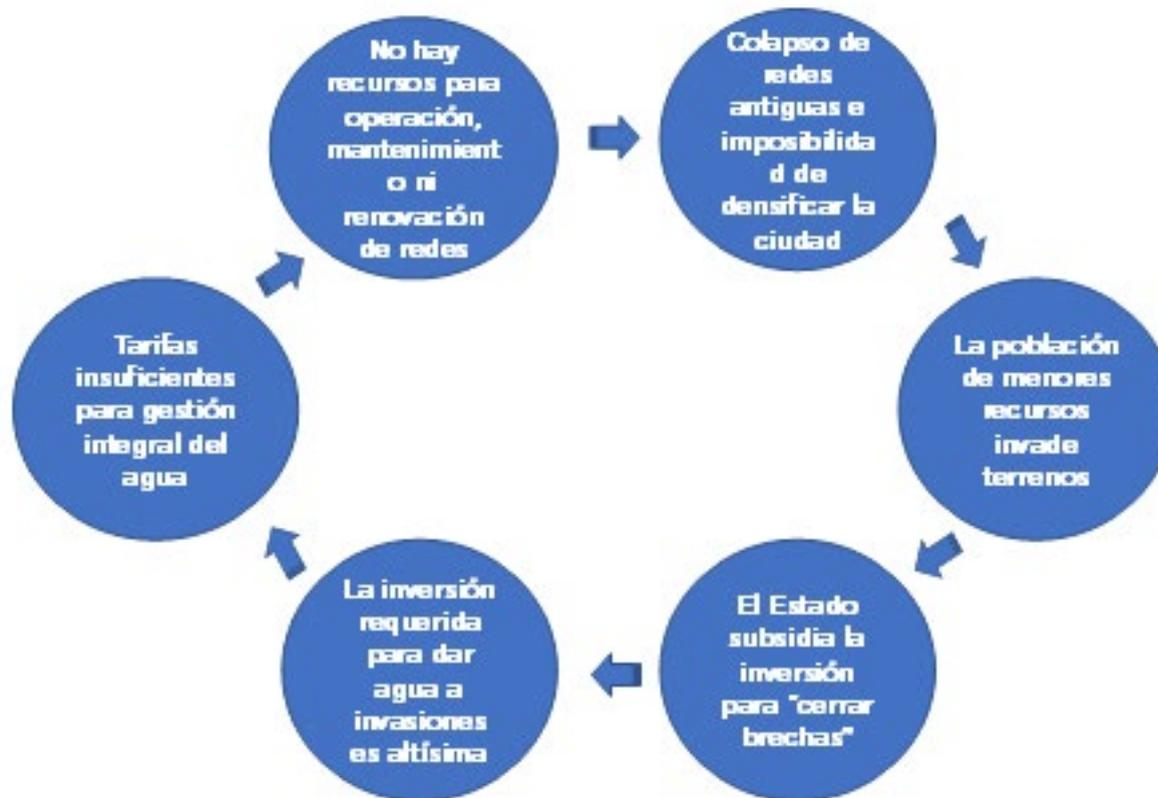 No hay
recursos para
operación,
mantenimient
o ni
renovación
de redes
Colapso de
redes
antiguas e
imposibilida
d de
densificar la
ciudad
La población
de menores
recursos
invade
terrenos
El Estado
subsidia la
inversión
para "cerrar
brechas"
La inversión
requerida
para dar
agua a
invasiones
es altísima
Tarifas
insuficientes
para gestión
integral del
agua